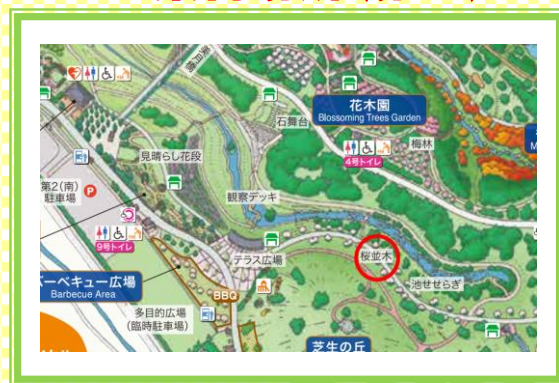 花木園
Blossoming Trees Garden
石舞台
梅林
4号トイレ
見晴らし花段
第2(南)
駐車場
P
観察デッキ
9号トイレ
テラス広場
桜並木
池せせらぎ
バーベキュー広場
Barbecue Area
BBQ
多目的広場
(臨時駐車場)
芝生の丘